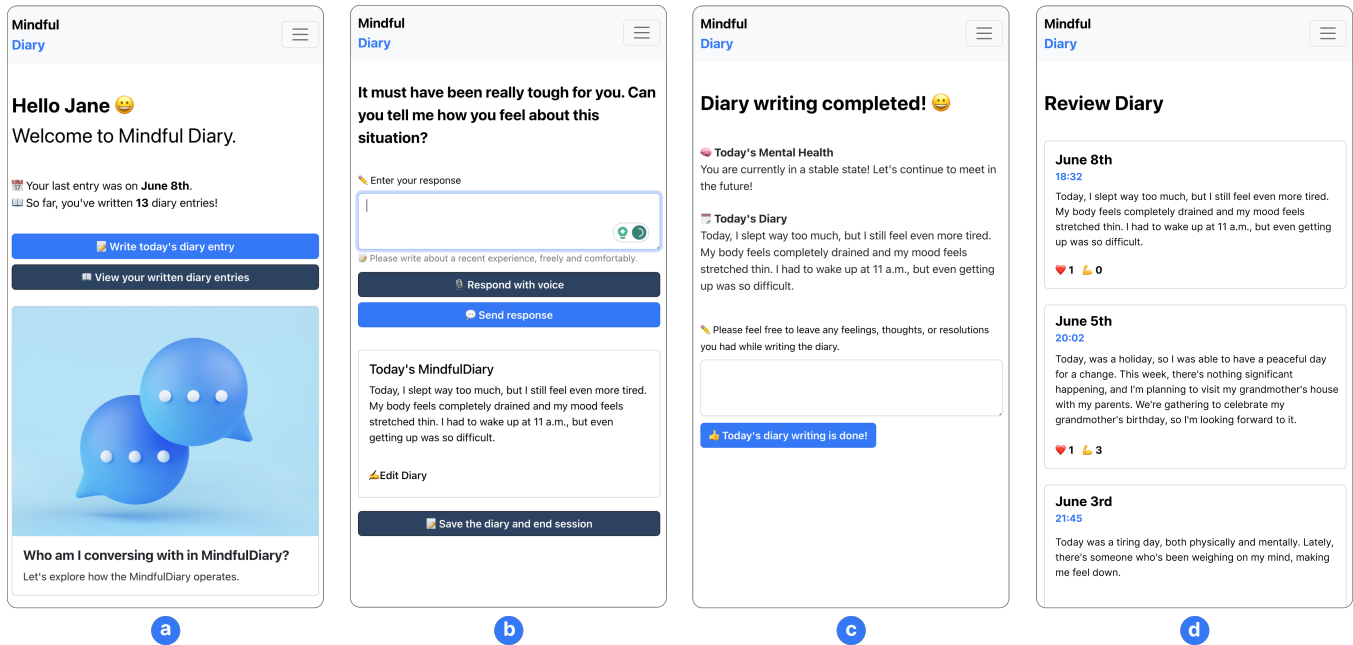 Mindful
Diary
Hello Jane 😀
Welcome to Mindful Diary.
📅 Your last entry was on June 8th.
📖 So far, you've written 13 diary entries!
📝 Write today's diary entry
📖 View your written diary entries
Who am I conversing with in MindfulDiary?
Let's explore how the MindfulDiary operates.
a
Mindful
Diary
It must have been really tough for you. Can
you tell me how you feel about this
situation?
✏️ Enter your response
📝 Please write about a recent experience, freely and comfortably.
🎙 Respond with voice
💬 Send response
Today's MindfulDiary
Today, I slept way too much, but I still feel even more tired.
My body feels completely drained and my mood feels
stretched thin. I had to wake up at 11 a.m., but even
getting up was so difficult.
✍️Edit Diary
📝 Save the diary and end session
b
Mindful
Diary
Diary writing completed! 😀
🧠 Today's Mental Health
You are currently in a stable state! Let's continue to meet in
the future!
🗓 Today's Diary
Today, I slept way too much, but I still feel even more tired.
My body feels completely drained and my mood feels
stretched thin. I had to wake up at 11 a.m., but even getting
up was so difficult.
✏️ Please feel free to leave any feelings, thoughts, or resolutions
you had while writing the diary.
👍 Today's diary writing is done!
c
Mindful
Diary
Review Diary
June 8th
18:32
Today, I slept way too much, but I still feel even more tired.
My body feels completely drained and my mood feels
stretched thin. I had to wake up at 11 a.m., but even getting
up was so difficult.
❤️ 1 💪 0
June 5th
20:02
Today, was a holiday, so I was able to have a peaceful day
for a change. This week, there's nothing significant
happening, and I'm planning to visit my grandmother's house
with my parents. We're gathering to celebrate my
grandmother's birthday, so I'm looking forward to it.
❤️ 1 💪 3
June 3rd
21:45
Today was a tiring day, both physically and mentally. Lately,
there's someone who's been weighing on my mind, making
me feel down.
d